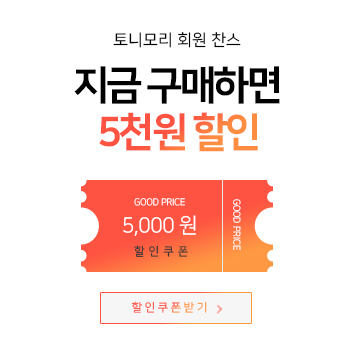 토니모리 회원 찬스
지금 구매하면
5천원 할인
GOOD PRICE
5,000 원
할인쿠폰
GOOD PRICE
할인쿠폰받기 >